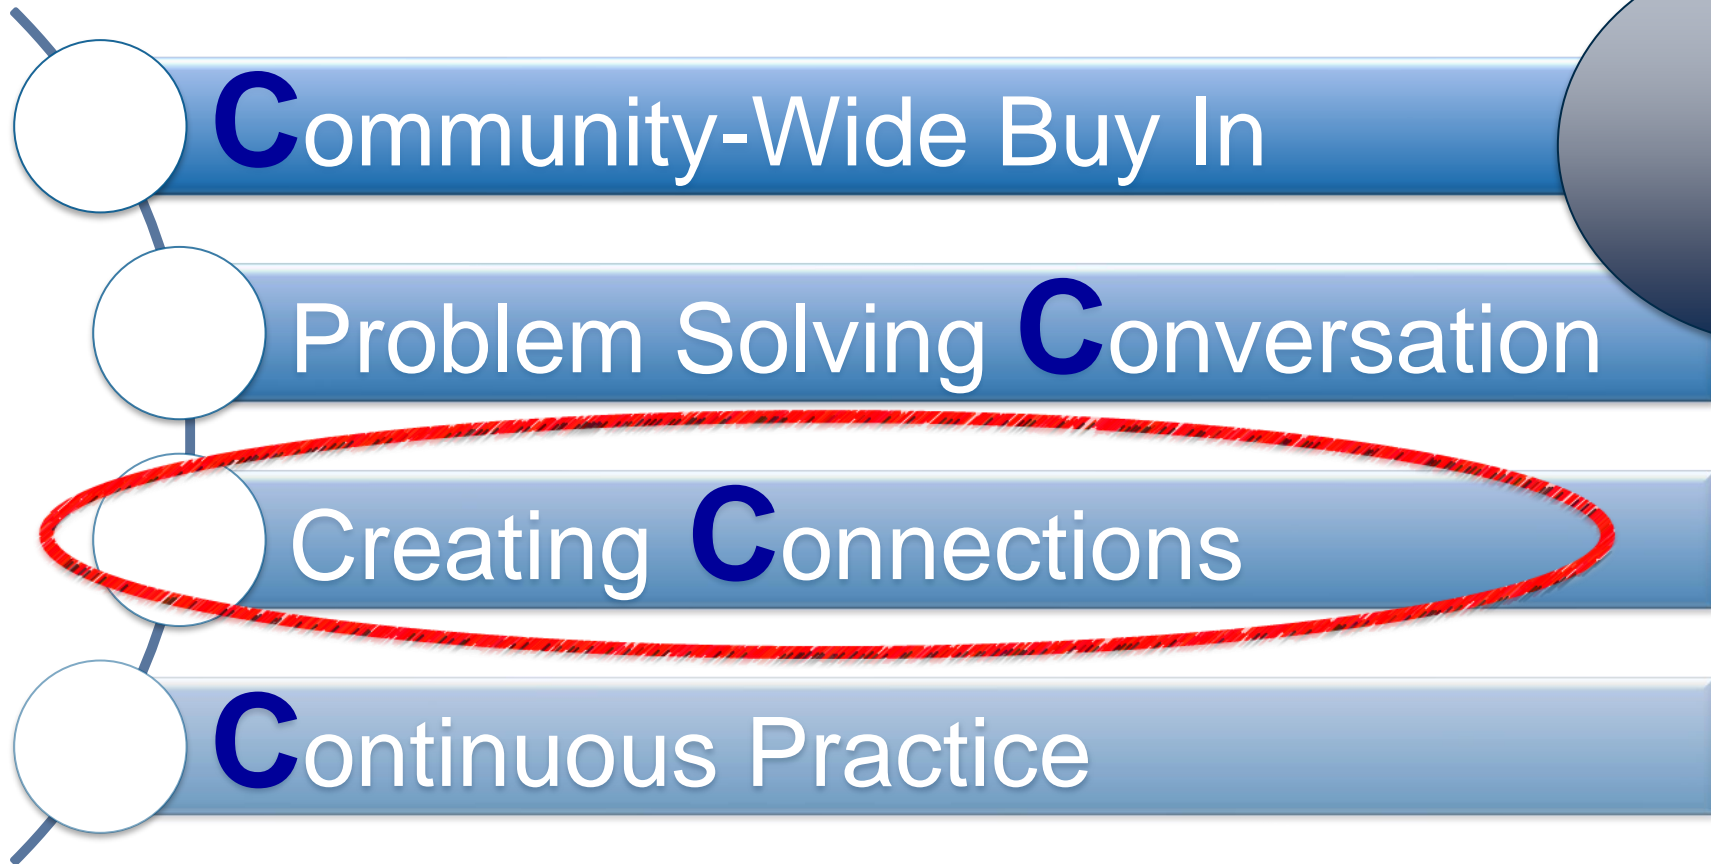 Community-Wide Buy In
Problem Solving Conversation
Creating Connections
Continuous Practice